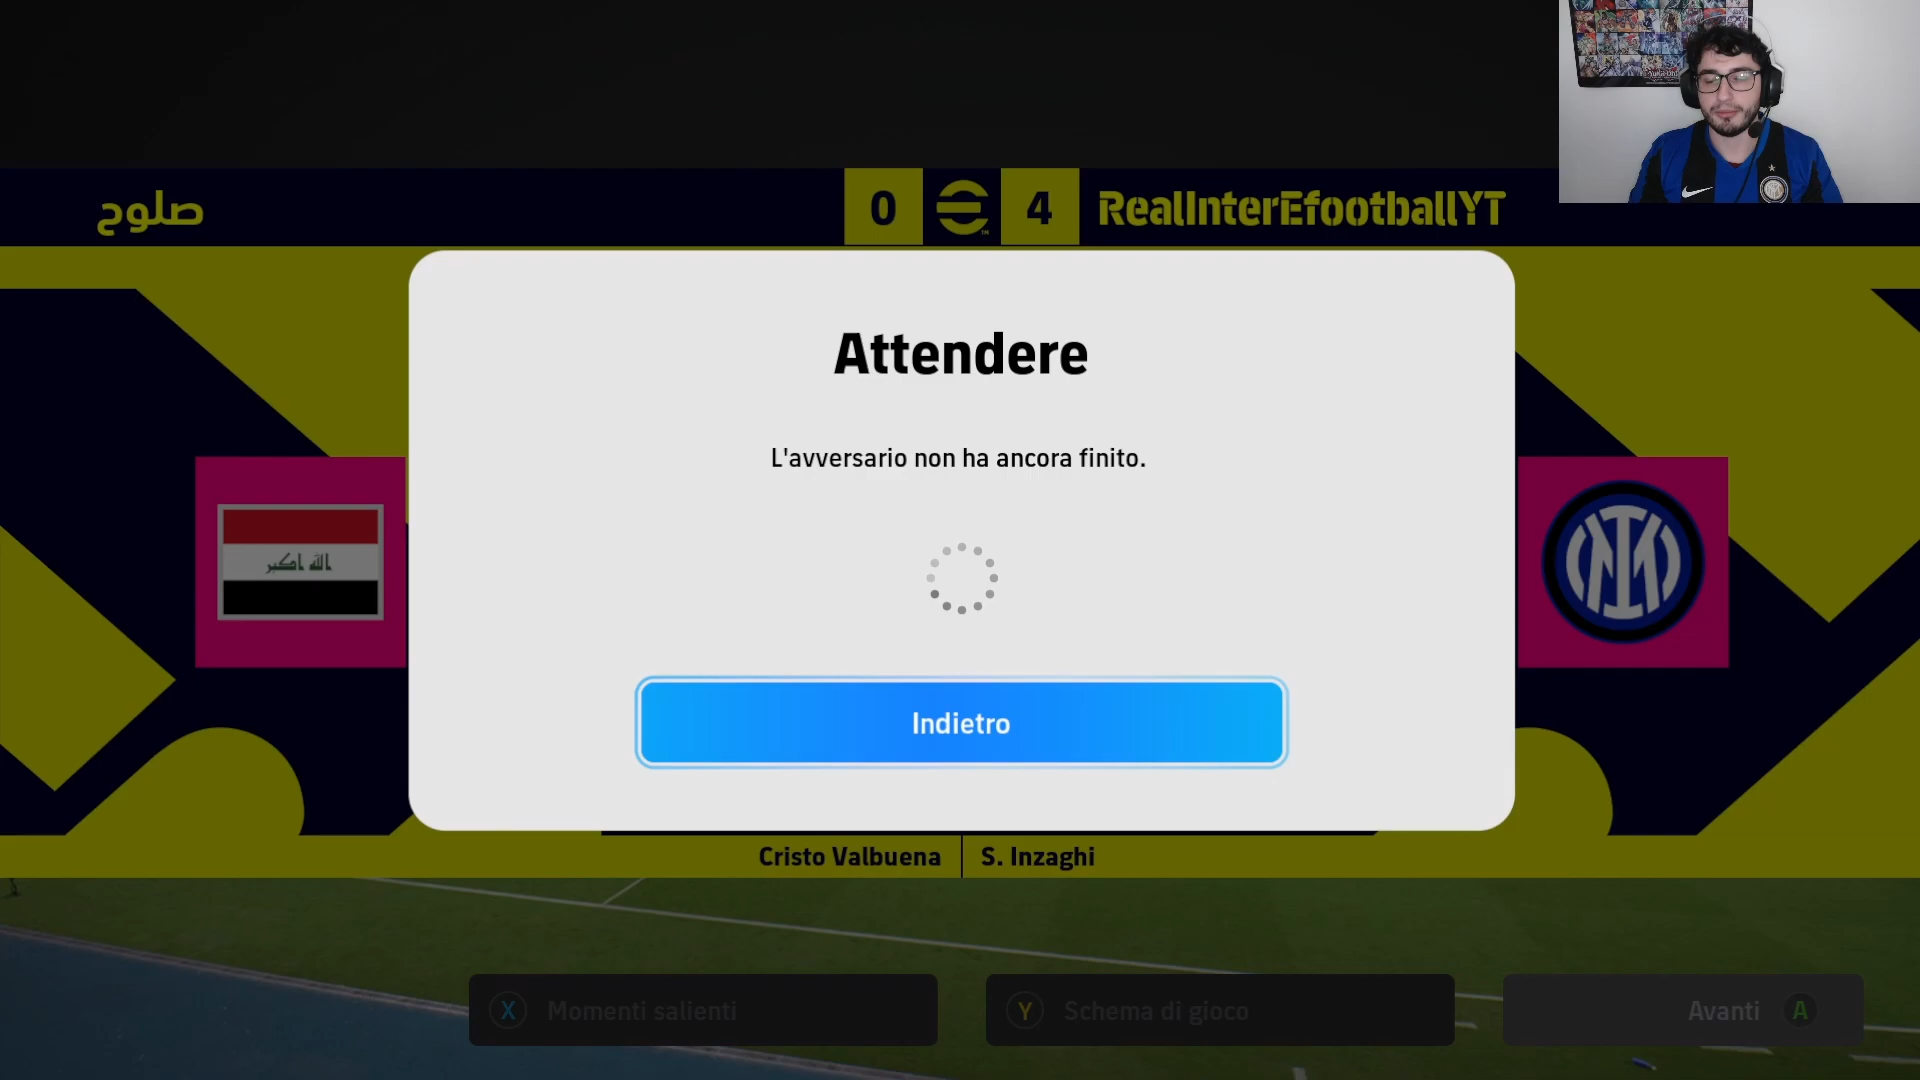 صلوح
0
4
RealInterEfootballYT
Attendere
L'avversario non ha ancora finito.
الله اكبر
Indietro
Cristo Valbuena
S. Inzaghi
X Momenti salienti
Y Schema di gioco
Avanti A